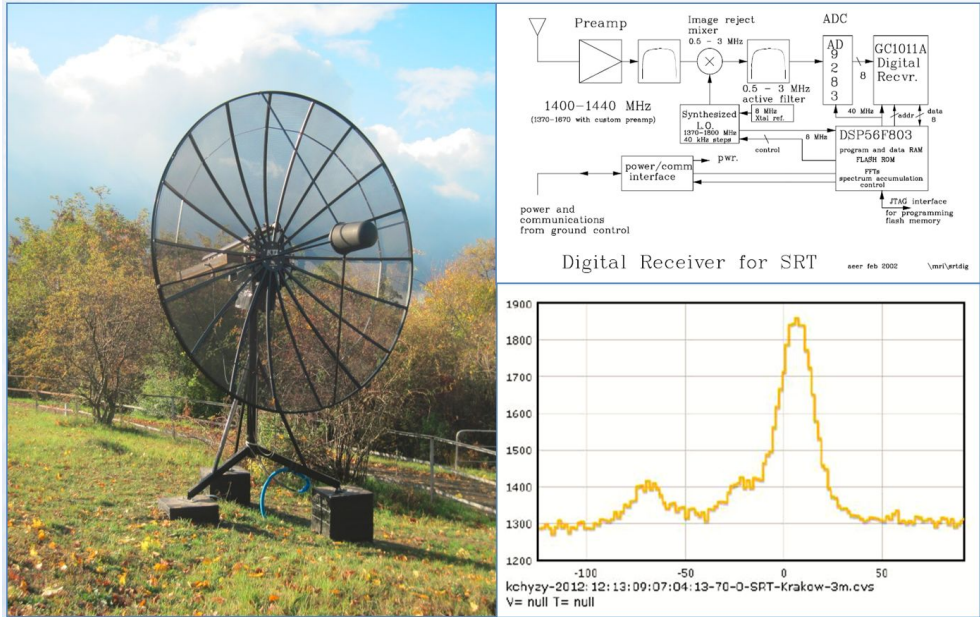 Preamp
Image reject
mixer
0.5 - 3 MHz
ADC
AD
9
2
8
3
8
GC1011A
Digital
Recvr.
1400-1440 MHz
(1370-1670 with custom preamp)
0.5 - 3 MHz
active filter
Synthesized
L.O.
1370-1800 MHz
40 kHz steps
8 MHz
Xtal ref.
40 MHz
addr
data
8
control
8 MHz
DSP56F803
program and data RAM
FLASH ROM
FFTs
spectrum accumulation
control
power/comm
interface
pwr.
power and
communications
from ground control
JTAG interface
for programming
flash memory
Digital Receiver for SRT
aeer feb 2002
\mri\srtdig
1900
1800
1700
1600
1500
1400
1300
1200
-100
-50
0
50
kchyzy-2012:12:13:09:07:04:13-70-0-SRT-Krakow-3m.cvs
V= null T= null